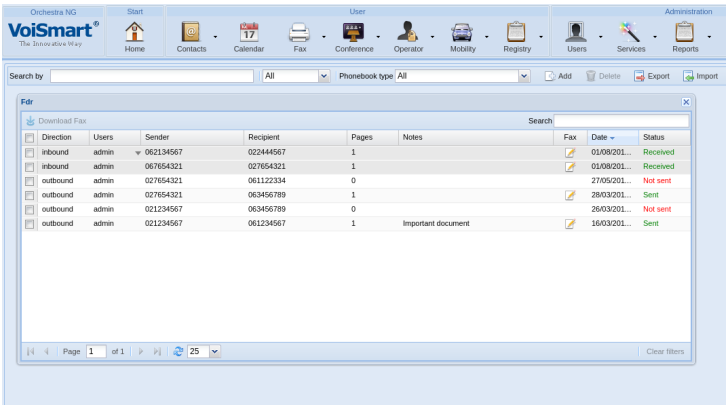 Orchestra NG Start User Administration
VoiSmart®
The Innovative Way
Home Contacts Calendar Fax Conference Operator Mobility Registry Users Services Reports
17
Search by All Phonebook type All Add Delete Export Import
Fdr
Download Fax Search
Direction Users Sender Recipient Pages Notes Fax Date Status
inbound admin 062134567 022444567 1 01/08/201... Received
inbound admin 067654321 027654321 1 01/08/201... Received
outbound admin 027654321 061122334 0 27/05/201... Not sent
outbound admin 027654321 063456789 1 28/03/201... Sent
outbound admin 021234567 063456789 0 26/03/201... Not sent
outbound admin 021234567 061234567 1 Important document 16/03/201... Sent
Page 1 of 1 25 Clear filters